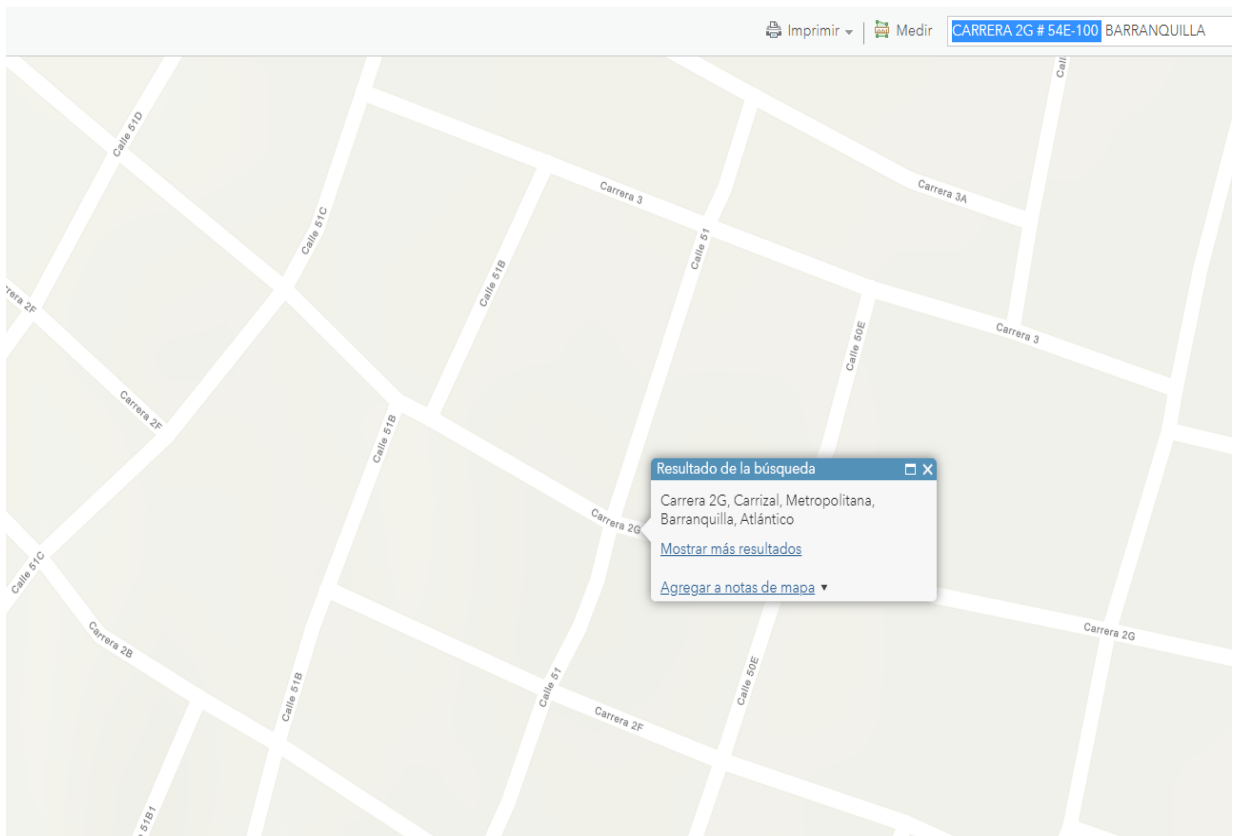 Imprimir
Medir
CARRERA 2G # 54E-100 BARRANQUILLA
Calle 51D
Call
Calle 51C
Carrera 3
Carrera 3A
Calle 51B
Calle 51
rera 2F
Calle 50E
Carrera 3
Carrera 2F
Calle 51B
Resultado de la búsqueda
Carrera 2G, Carrizal, Metropolitana,
Barranquilla, Atlántico
Mostrar más resultados
Agregar a notas de mapa
Carrera 2G
Calle 51C
Carrera 2B
Carrera 2G
Calle 51B
Calle 51
Calle 50E
Carrera 2F
51B1